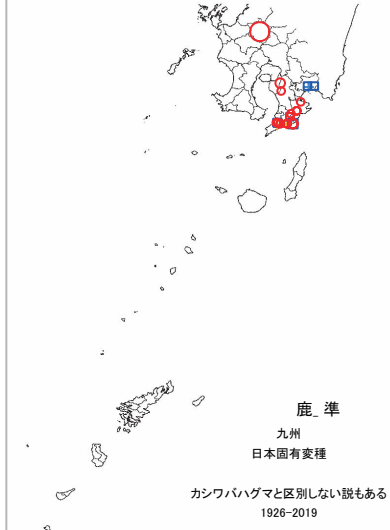 鹿_準
九州
日本固有変種
カシワバハグマと区別しない説もある
1926-2019